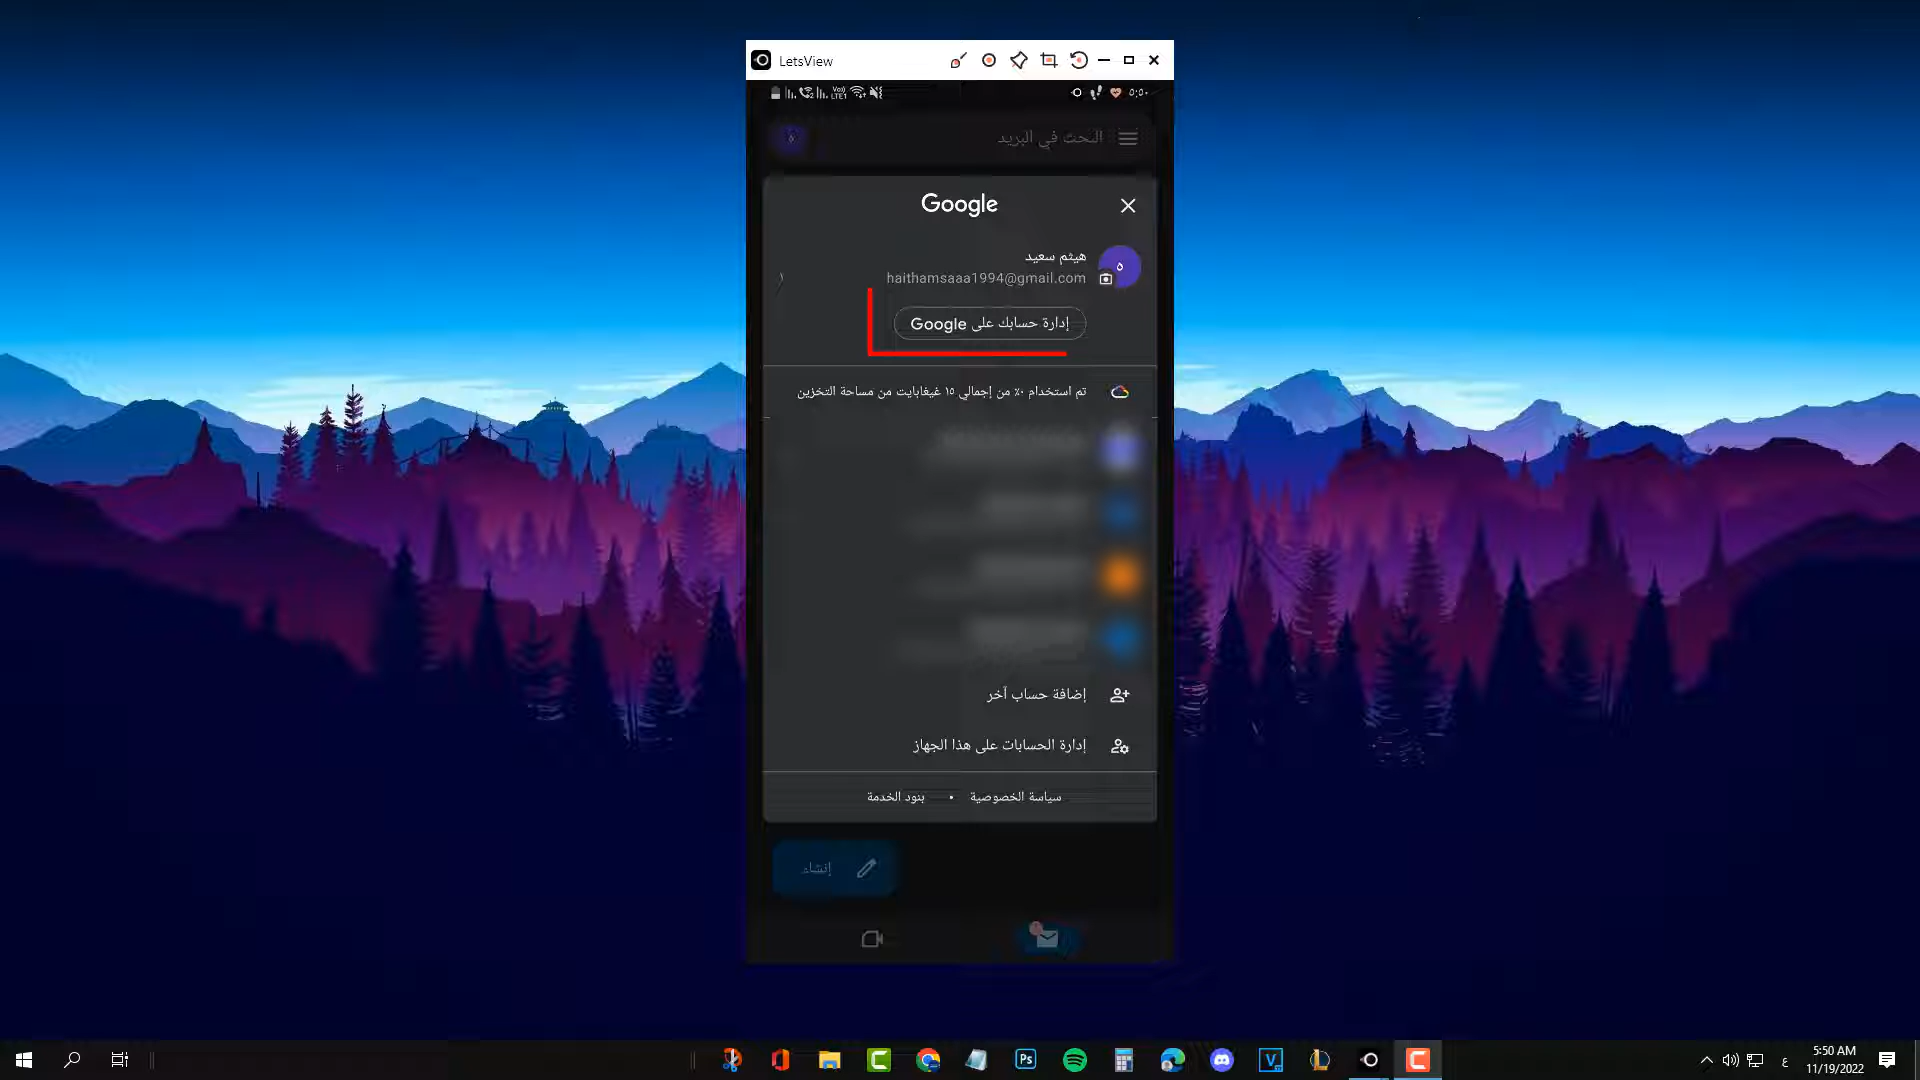 LetsView
٥:٥٠
البحث في البريد
Google
هيثم سعيد
haithamsaaa1994@gmail.com
إدارة حسابك على Google
تم استخدام ٠٪ من إجمالي ١٥ غيغابايت من مساحة التخزين
إضافة حساب آخر
إدارة الحسابات على هذا الجهاز
سياسة الخصوصية • بنود الخدمة
إنشاء
ع
5:50 AM
11/19/2022